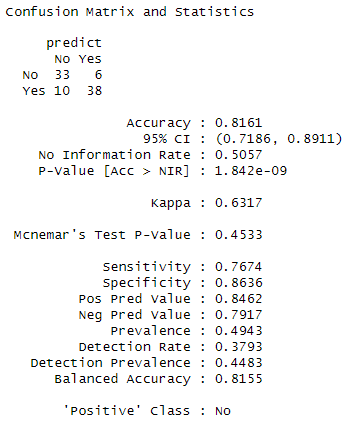 Confusion Matrix and Statistics
predict
No Yes
No 33 6
Yes 10 38
Accuracy : 0.8161
95% CI : (0.7186, 0.8911)
No Information Rate : 0.5057
P-Value [Acc > NIR] : 1.842e-09
Kappa : 0.6317
Mcnemar's Test P-Value : 0.4533
Sensitivity : 0.7674
Specificity : 0.8636
Pos Pred Value : 0.8462
Neg Pred Value : 0.7917
Prevalence : 0.4943
Detection Rate : 0.3793
Detection Prevalence : 0.4483
Balanced Accuracy : 0.8155
'Positive' Class : No